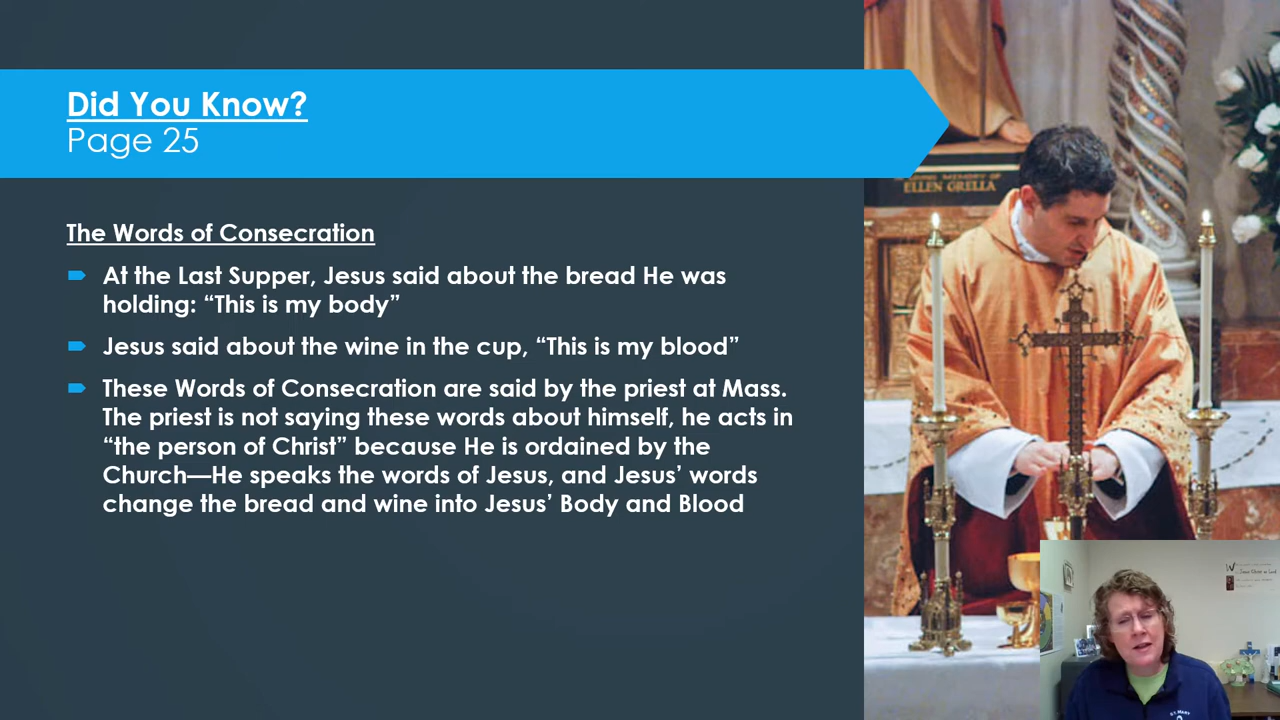 Did You Know?
Page 25
The Words of Consecration
At the Last Supper, Jesus said about the bread He was
holding: “This is my body”
Jesus said about the wine in the cup, “This is my blood”
These Words of Consecration are said by the priest at Mass.
The priest is not saying these words about himself, he acts in
“the person of Christ” because He is ordained by the
Church—He speaks the words of Jesus, and Jesus’ words
change the bread and wine into Jesus’ Body and Blood
MEMORY OF
ELLEN GRELLA
ST. MARY